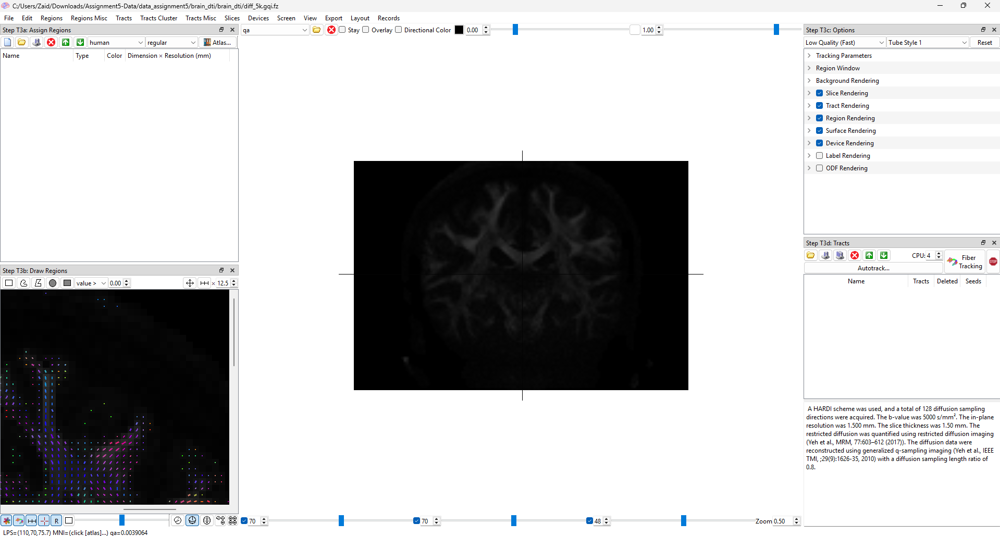 C:/Users/Zaid/Downloads/Assignment5-Data/data_assignment5/brain_dti/brain_dti/diff_5k.gqi.fz
File Edit Regions Regions Misc Tracts Tracts Cluster Tracts Misc Slices Devices Screen View Export Layout Records
Step T3a: Assign Regions
human regular Atlas...
Name Type Color Dimension × Resolution (mm)
qa Stay Overlay Directional Color 0.00 1.00
Step T3b: Draw Regions
value > 0.00 × 12.5
R
70 70 48 Zoom 0.50
LPS=(110,70,75.7) MNI=(click [atlas]...) qa=0.0039064
Step T3c: Options
Low Quality (Fast) Tube Style 1 Reset
Tracking Parameters
Region Window
Background Rendering
Slice Rendering
Tract Rendering
Region Rendering
Surface Rendering
Device Rendering
Label Rendering
ODF Rendering
Step T3d: Tracts
CPU: 4
Autotrack...
Fiber
Tracking
STOP
Name Tracts Deleted Seeds
A HARDI scheme was used, and a total of 128 diffusion sampling
directions were acquired. The b-value was 5000 s/mm². The in-plane
resolution was 1.500 mm. The slice thickness was 1.50 mm. The
restricted diffusion was quantified using restricted diffusion imaging
(Yeh et al., MRM, 77:603–612 (2017)). The diffusion data were
reconstructed using generalized q-sampling imaging (Yeh et al., IEEE
TMI, ;29(9):1626-35, 2010) with a diffusion sampling length ratio of
0.8.